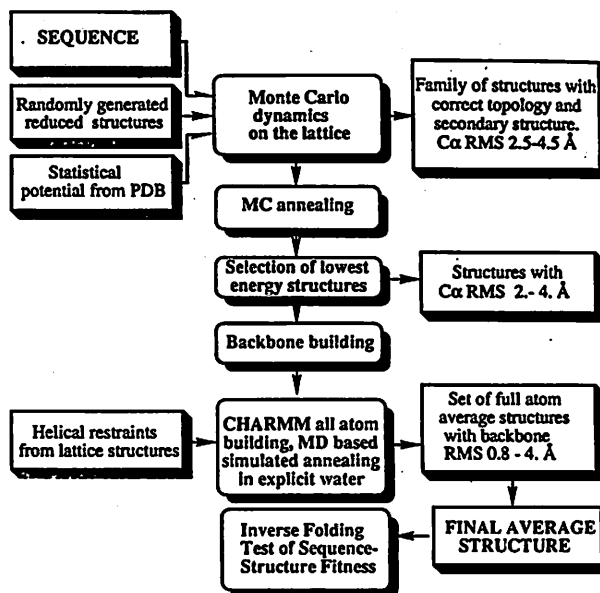 SEQUENCE
Randomly generated
reduced structures
Statistical
potential from PDB
Monte Carlo
dynamics
on the lattice
Family of structures with
correct topology and
secondary structure.
Cα RMS 2.5-4.5 Å
MC annealing
Selection of lowest
energy structures
Structures with
Cα RMS 2.- 4. Å
Backbone building
Helical restraints
from lattice structures
CHARMM all atom
building, MD based
simulated annealing
in explicit water
Set of full atom
average structures
with backbone
RMS 0.8 - 4. Å
Inverse Folding
Test of Sequence-
Structure Fitness
FINAL AVERAGE
STRUCTURE